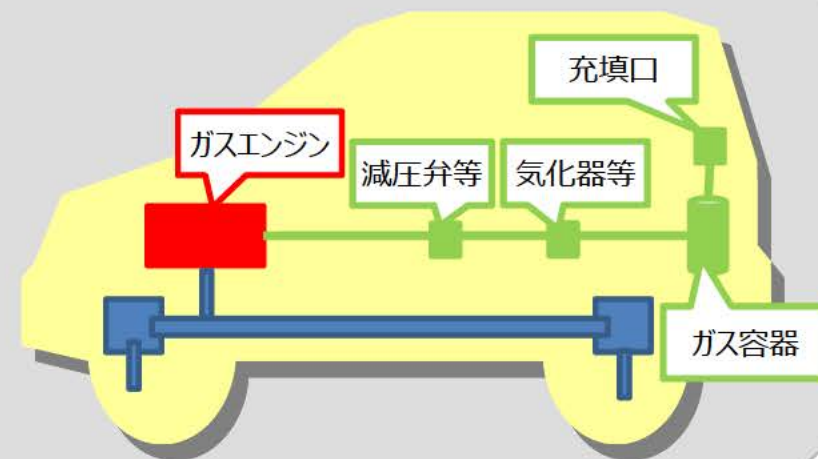 充填口
ガスエンジン
減圧弁等
気化器等
ガス容器